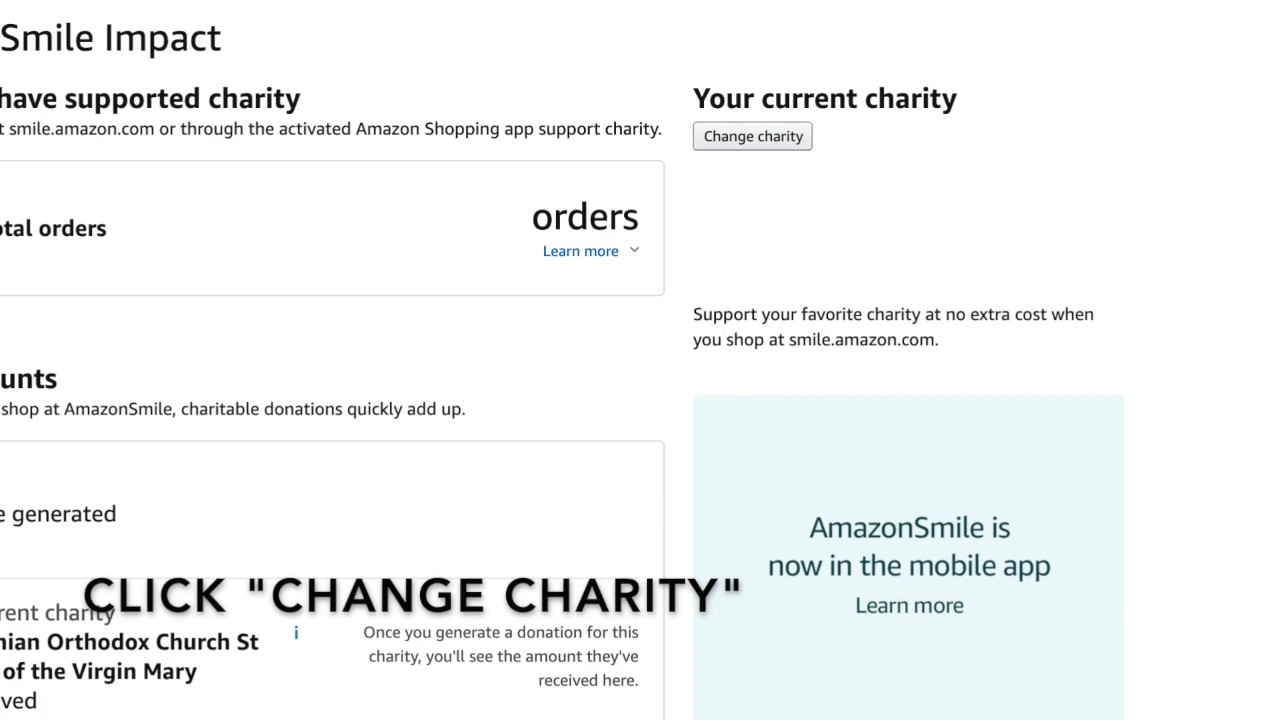 Smile Impact
have supported charity
t smile.amazon.com or through the activated Amazon Shopping app support charity.
otal orders
orders
Learn more
Your current charity
Change charity
Support your favorite charity at no extra cost when
you shop at smile.amazon.com.
unts
shop at AmazonSmile, charitable donations quickly add up.
e generated
CLICK "CHANGE CHARITY"
rent charity
nian Orthodox Church St
of the Virgin Mary
ved
i
Once you generate a donation for this
charity, you'll see the amount they've
received here.
AmazonSmile is
now in the mobile app
Learn more